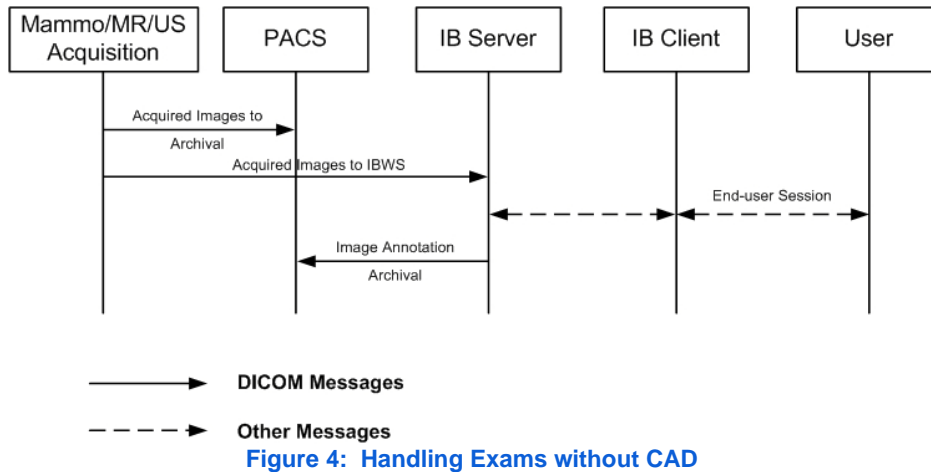 Mammo/MR/US
Acquisition
PACS
IB Server
IB Client
User
Acquired Images to
Archival
Acquired Images to IBWS
End-user Session
Image Annotation
Archival
DICOM Messages
Other Messages
Figure 4: Handling Exams without CAD